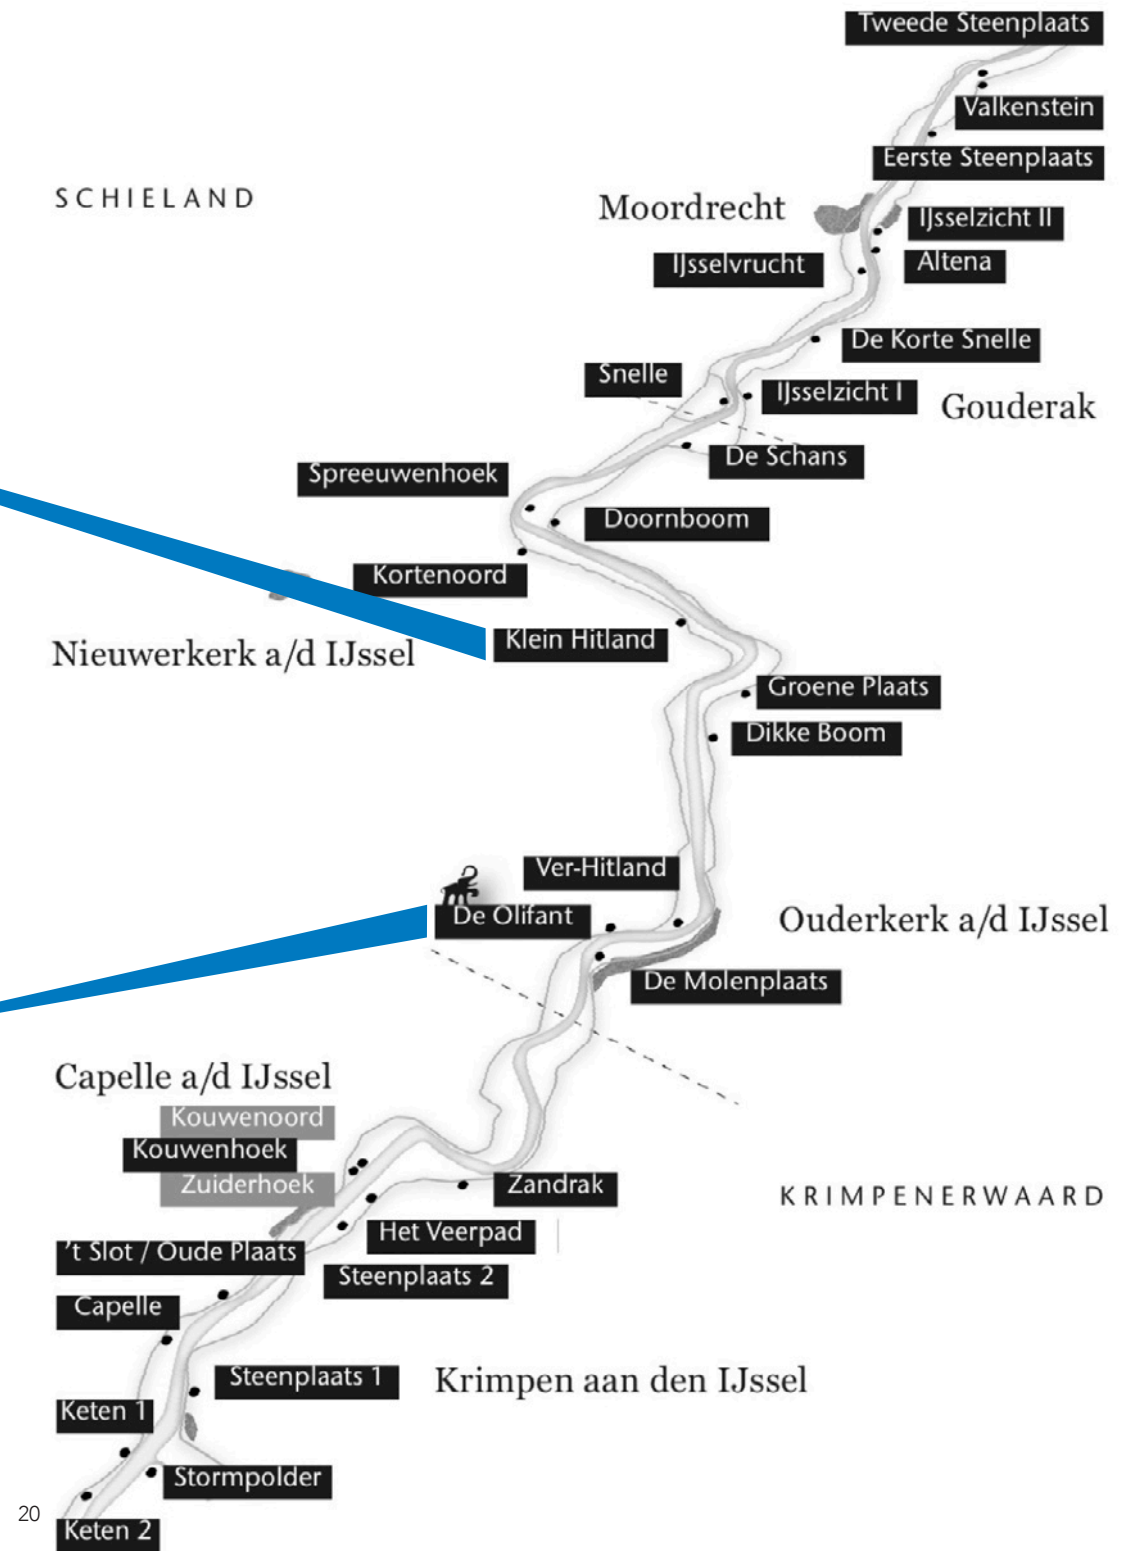 Tweede Steenplaats
Valkenstein
Eerste Steenplaats
SCHIELAND
Moordrecht
IJsselzicht II
IJsselvrucht
Altena
De Korte Snelle
Snelle
IJsselzicht I
Gouderak
De Schans
Spreeuwenhoek
Doornboom
Kortenoord
Klein Hitland
Nieuwerkerk a/d IJssel
Groene Plaats
Dikke Boom
Ver-Hitland
De Olifant
Ouderkerk a/d IJssel
De Molenplaats
Capelle a/d IJssel
Kouwenoord
Kouwenhoek
Zuiderhoek
Zandrak
KRIMPENERWAARD
Het Veerpad
't Slot / Oude Plaats
Steenplaats 2
Capelle
Steenplaats 1
Krimpen aan den IJssel
Keten 1
Stormpolder
20
Keten 2